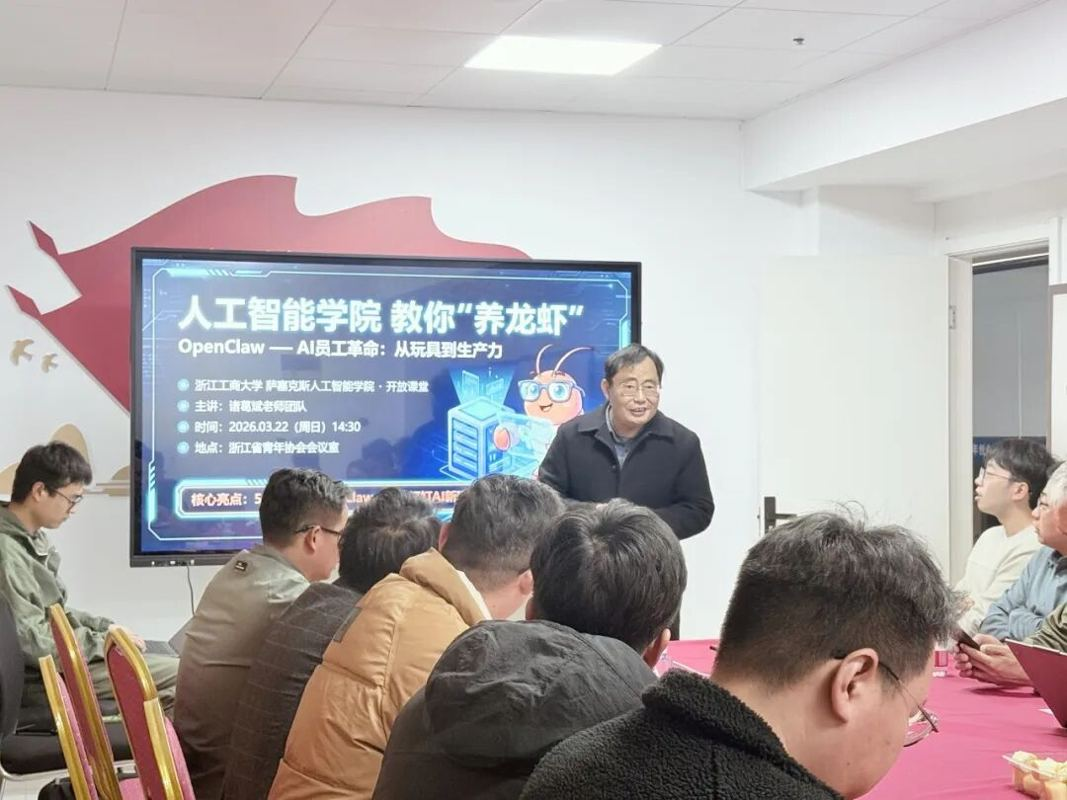 人工智能学院 教你“养龙虾”
OpenClaw — AI员工革命：从玩具到生产力
浙江工商大学 萨塞克斯人工智能学院·开放课堂
主讲：诸葛斌老师团队
时间：2026.03.22（周日）14:30
地点：浙江省青年协会会议室
核心亮点：5